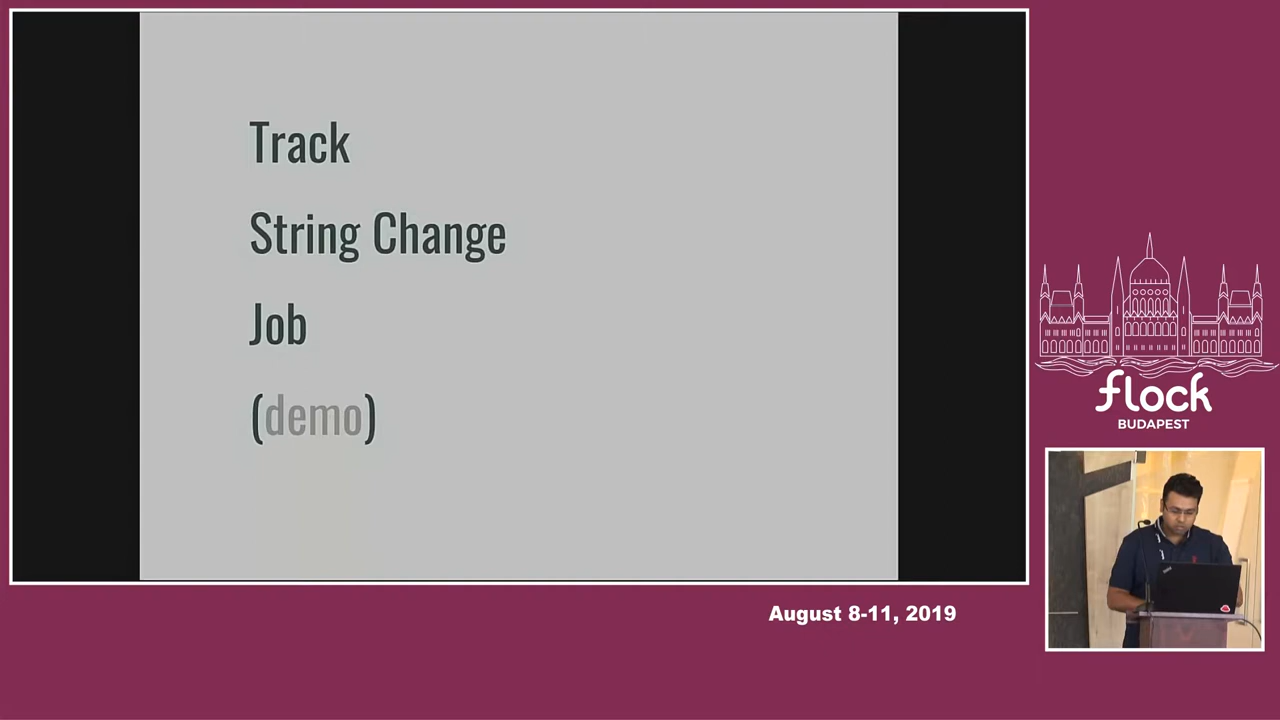 Track
String Change
Job
(demo)
flock
BUDAPEST
August 8-11, 2019